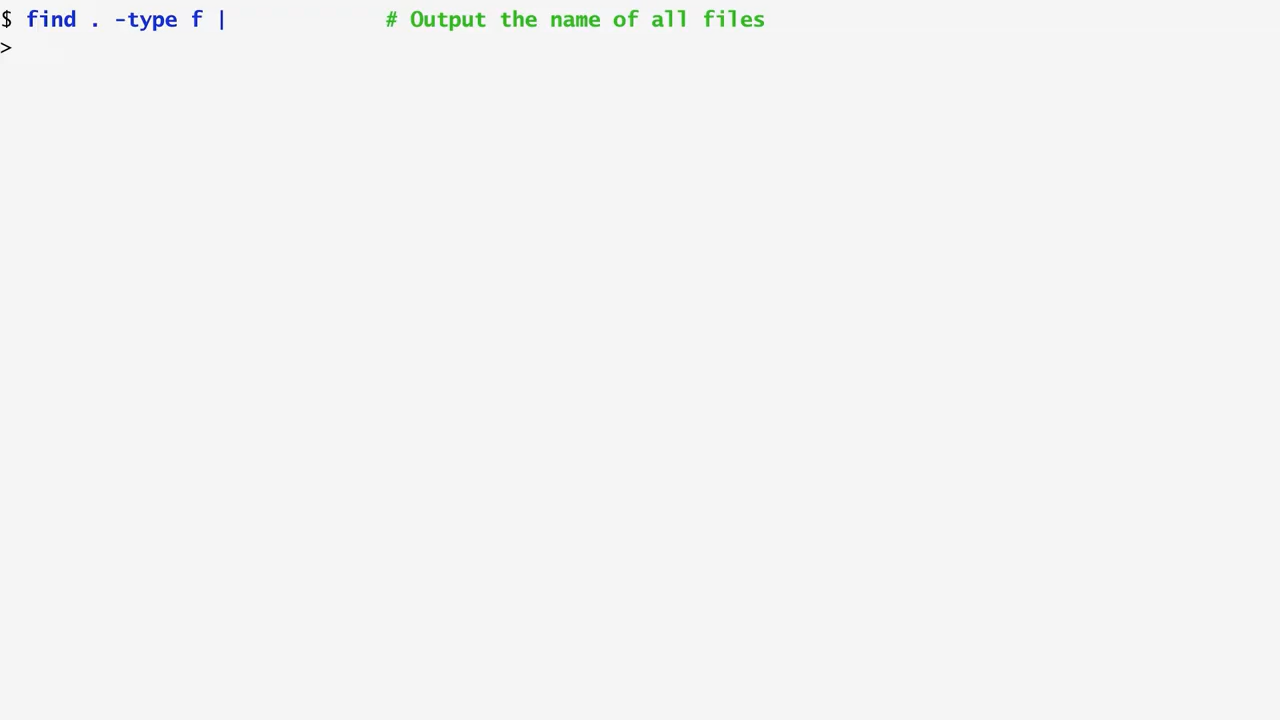 $ find . -type f | # Output the name of all files
>